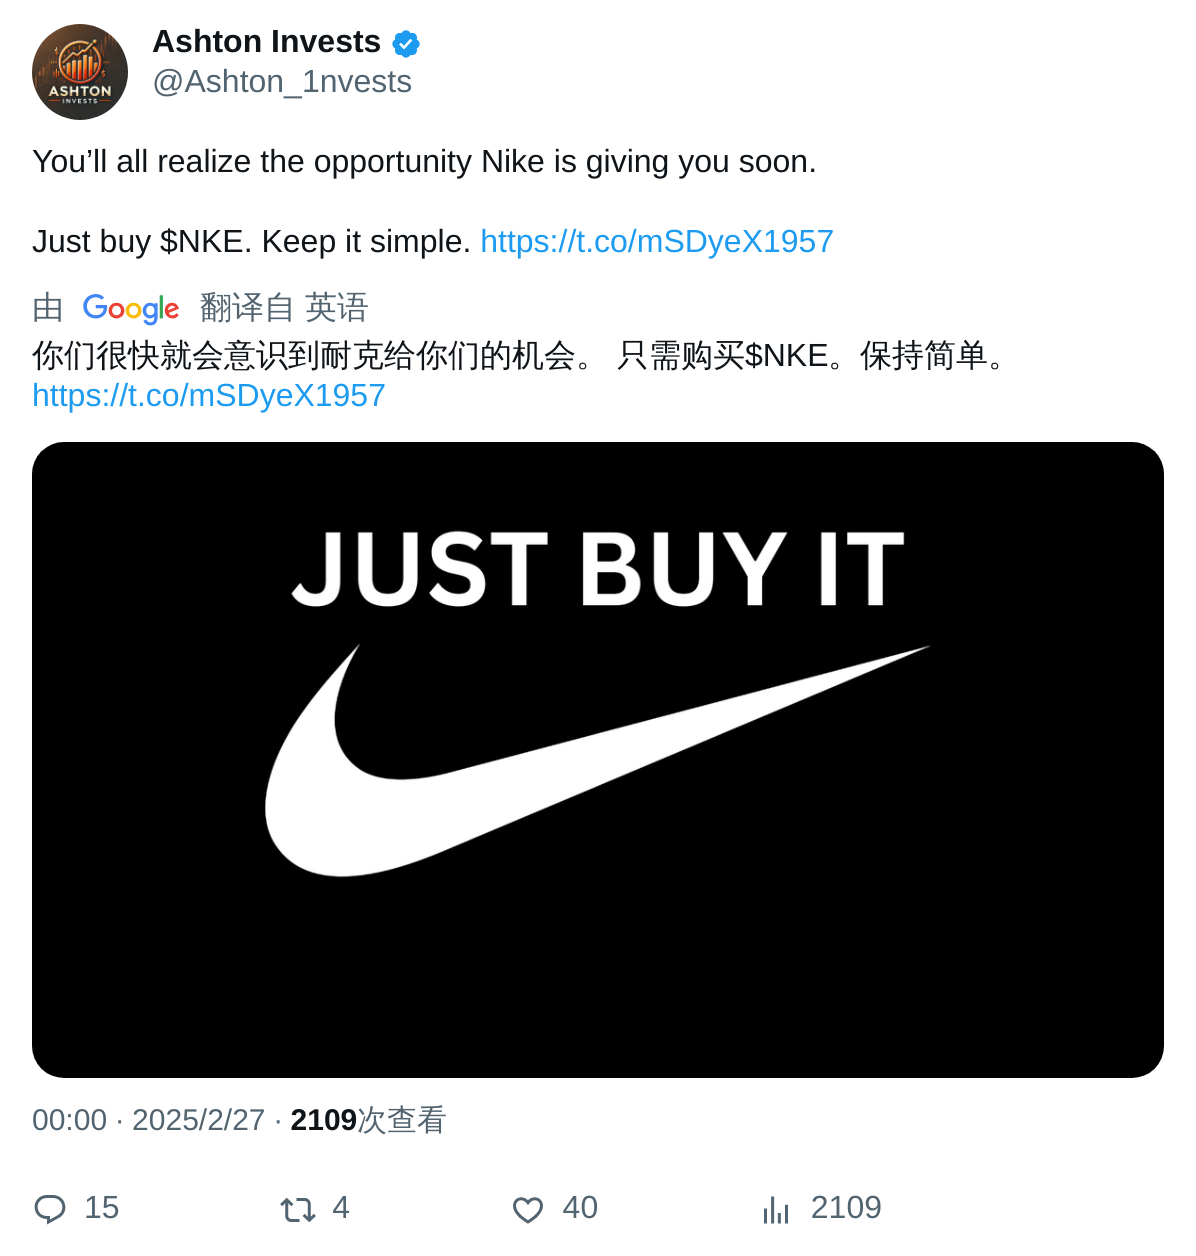 ASHTON
INVESTS
Ashton Invests
@Ashton_1nvests
You’ll all realize the opportunity Nike is giving you soon.
Just buy $NKE. Keep it simple. https://t.co/mSDyeX1957
由 Google 翻译自 英语
你们很快就会意识到耐克给你们的机会。 只需购买$NKE。保持简单。
https://t.co/mSDyeX1957
JUST BUY IT
00:00 · 2025/2/27 · 2109次查看
15 4 40 2109